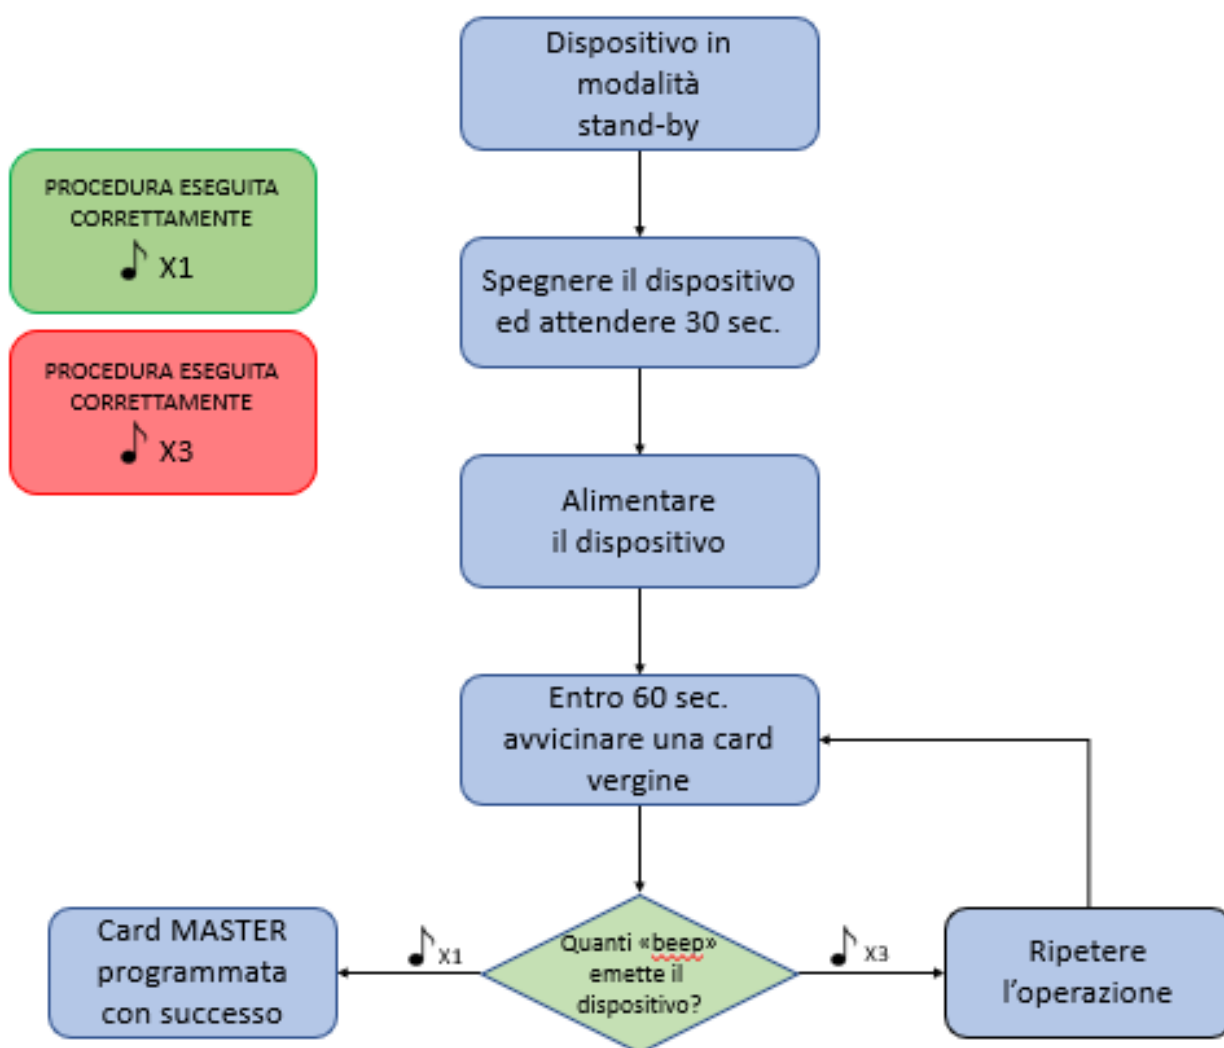 Dispositivo in
modalità
stand-by
PROCEDURA ESEGUITA
CORRETTAMENTE
X1
Spegnere il dispositivo
ed attendere 30 sec.
PROCEDURA ESEGUITA
CORRETTAMENTE
X3
Alimentare
il dispositivo
Entro 60 sec.
avvicinare una card
vergine
Quanti «beep»
emette il
dispositivo?
X1
X3
Card MASTER
programmata
con successo
Ripetere
l'operazione